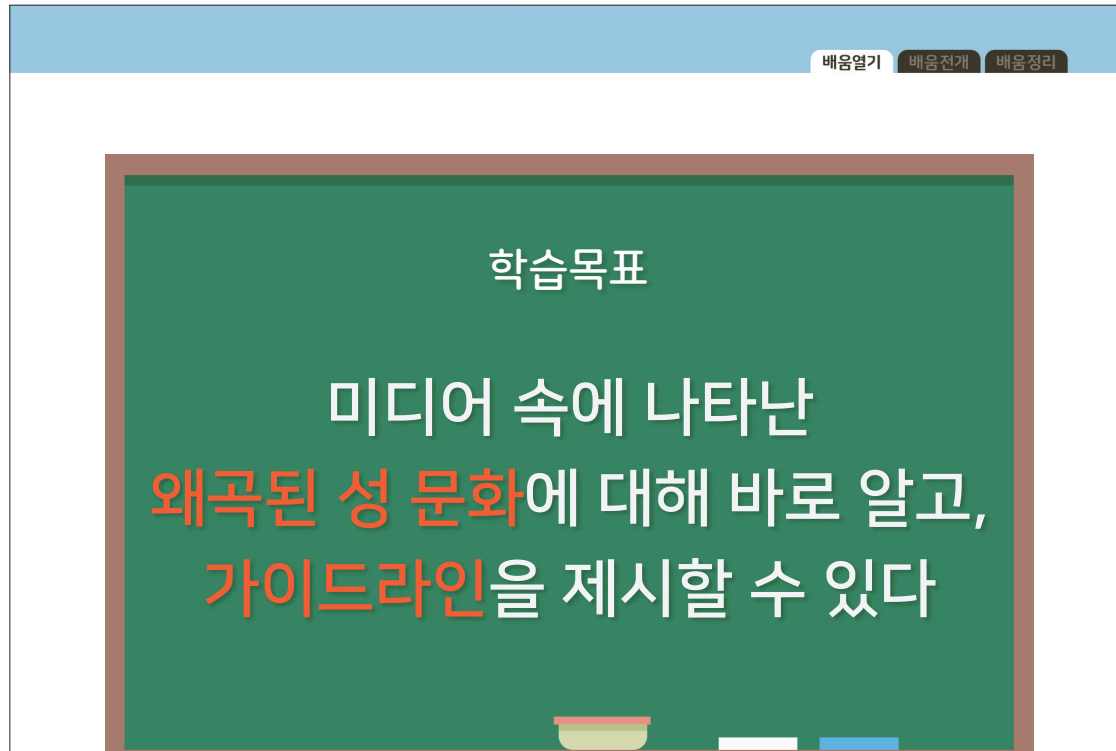 배움열기 배움전개 배움정리
학습목표
미디어 속에 나타난
왜곡된 성 문화에 대해 바로 알고,
가이드라인을 제시할 수 있다